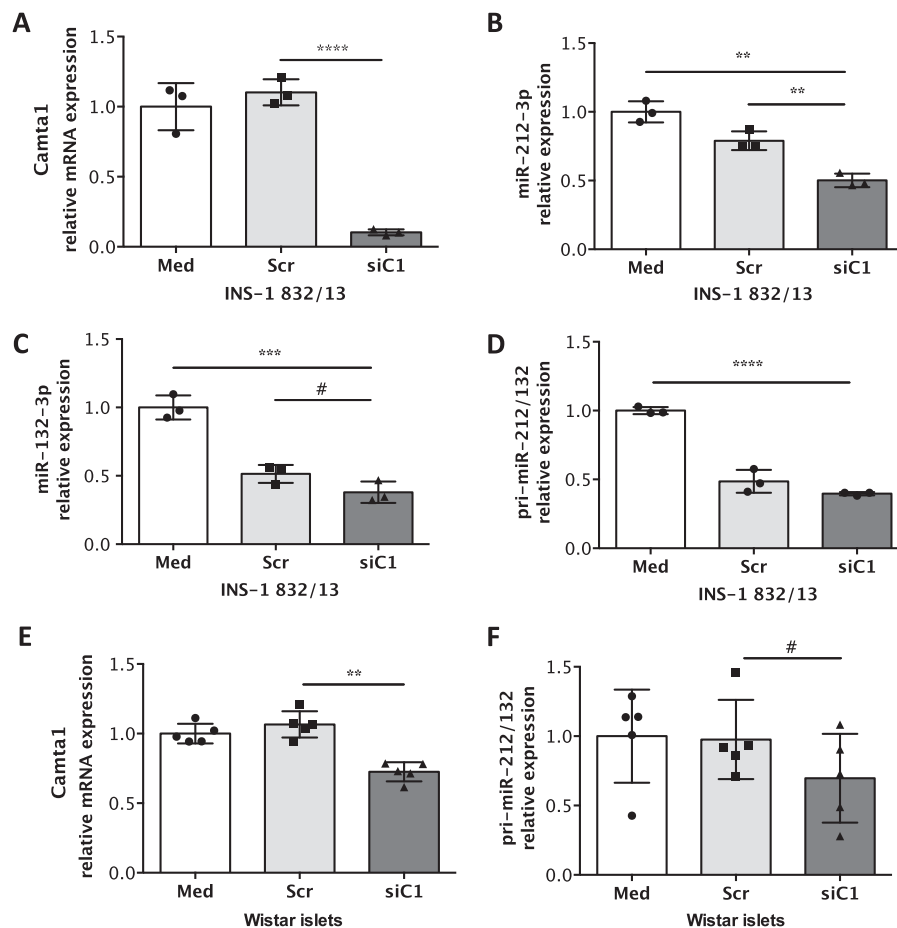 A
Camta1
relative mRNA expression
1.5
1.0
0.5
0.0
****
Med Scr siC1
INS-1 832/13
B
miR-212-3p
relative expression
1.5
1.0
0.5
0.0
**
**
Med Scr siC1
INS-1 832/13
C
miR-132-3p
relative expression
1.5
1.0
0.5
0.0
***
#
Med Scr siC1
INS-1 832/13
D
pri-miR-212/132
relative expression
1.5
1.0
0.5
0.0
****
Med Scr siC1
INS-1 832/13
E
Camta1
relative mRNA expression
1.5
1.0
0.5
0.0
**
Med Scr siC1
Wistar islets
F
pri-miR-212/132
relative expression
1.5
1.0
0.5
0.0
#
Med Scr siC1
Wistar islets